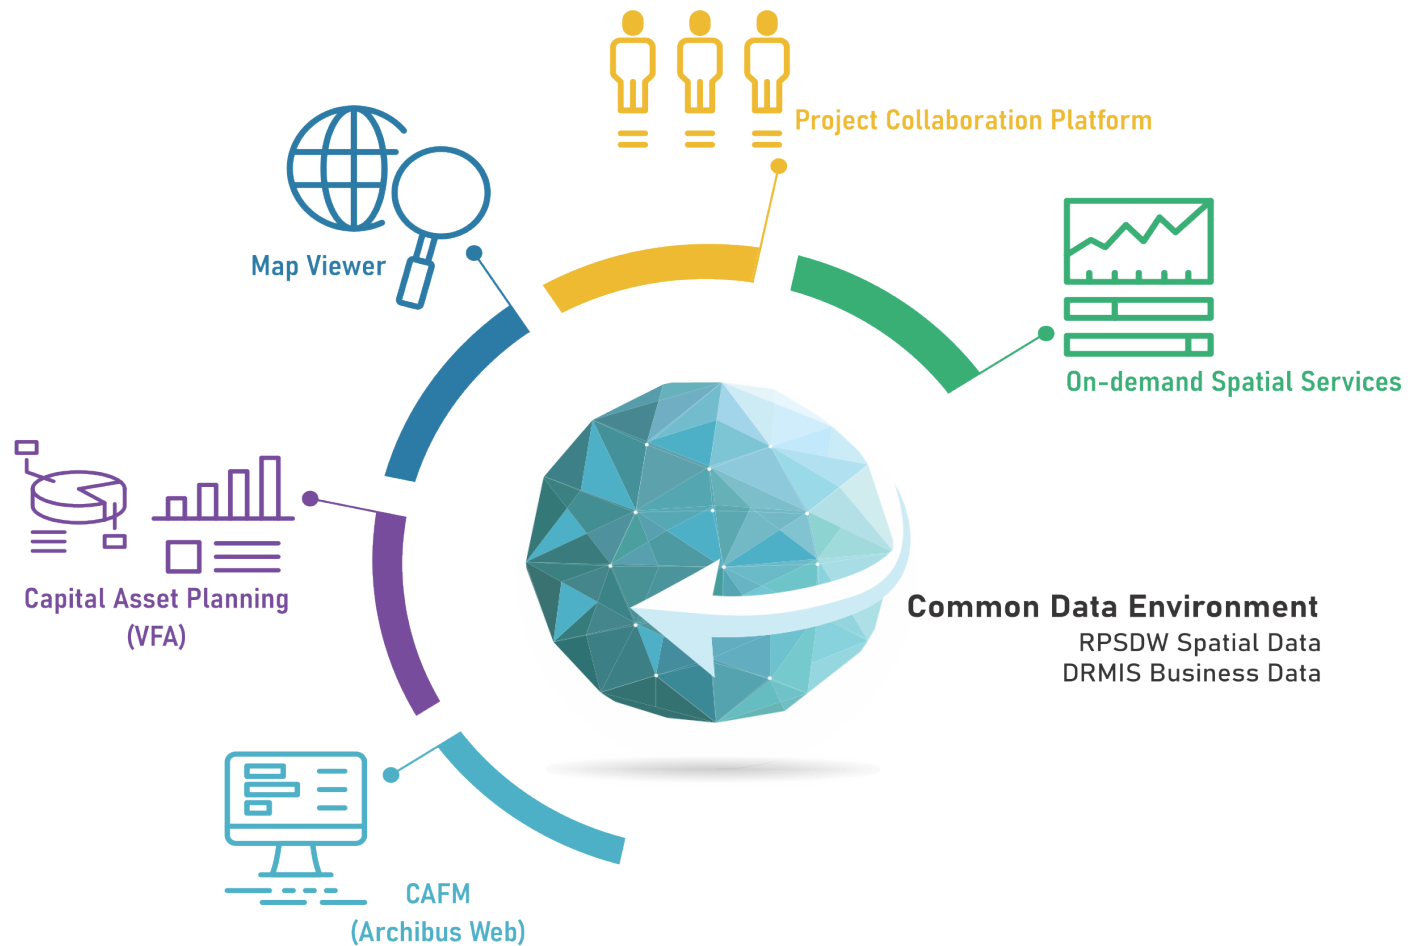 Project Collaboration Platform
Map Viewer
On-demand Spatial Services
Capital Asset Planning
(VFA)
Common Data Environment
RPSDW Spatial Data
DRMIS Business Data
CAFM
(Archibus Web)